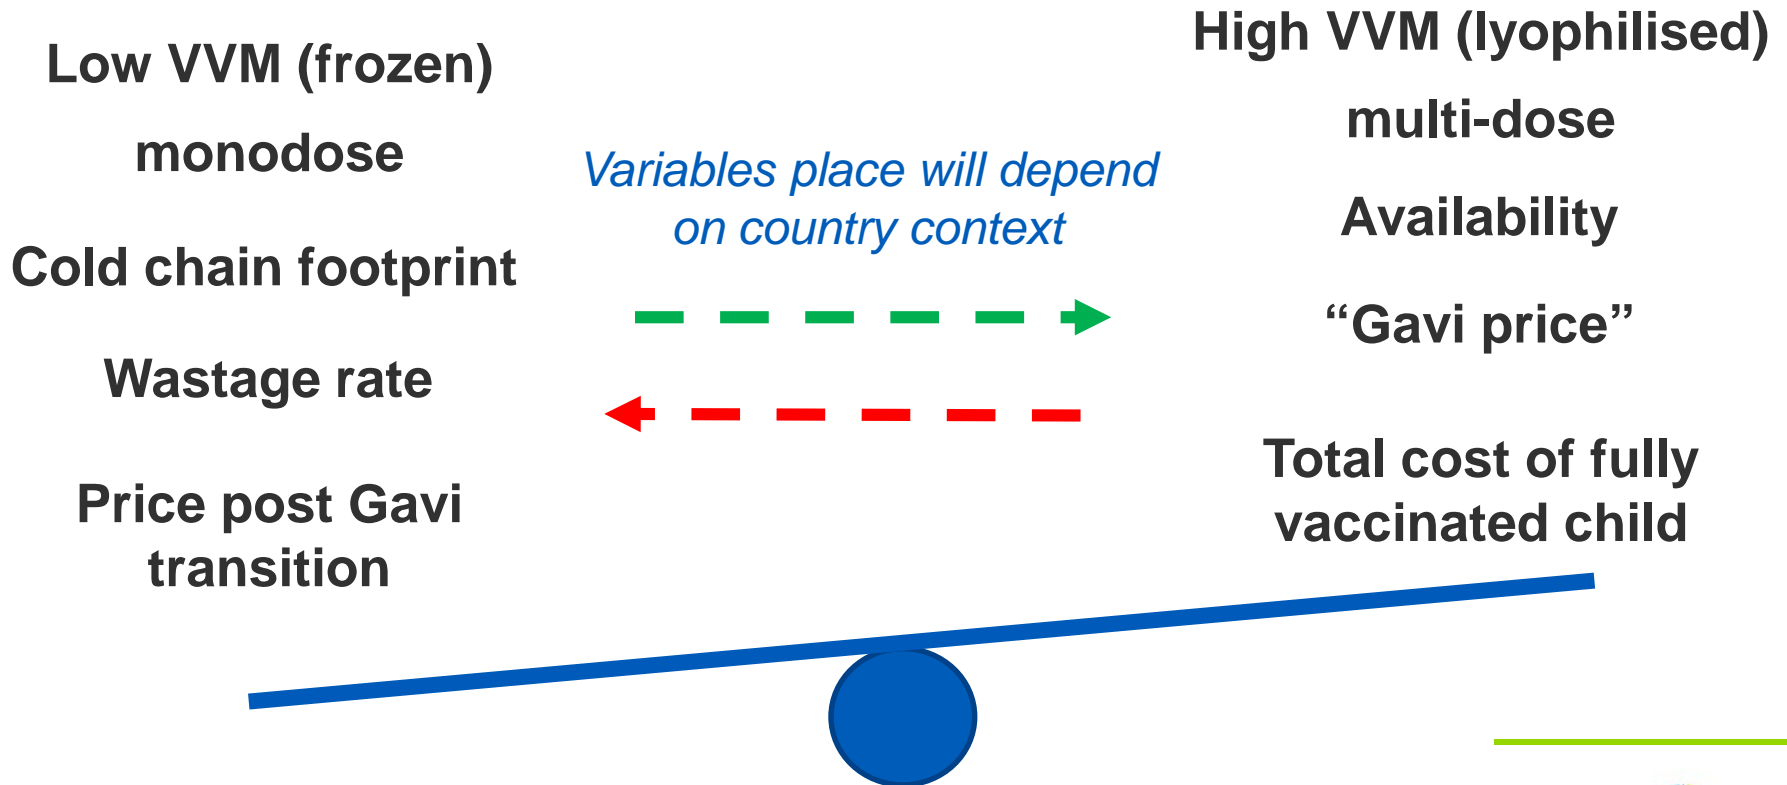 Low VVM (frozen)
monodose
Cold chain footprint
Wastage rate
Price post Gavi
transition
Variables place will depend
on country context
High VVM (lyophilised)
multi-dose
Availability
“Gavi price”
Total cost of fully
vaccinated child